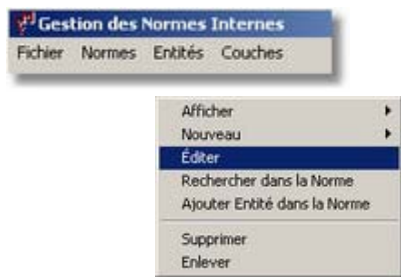 Gestion des Normes Internes
Fichier Normes Entités Couches
Afficher
Nouveau
Éditer
Rechercher dans la Norme
Ajouter Entité dans la Norme
Supprimer
Enlever